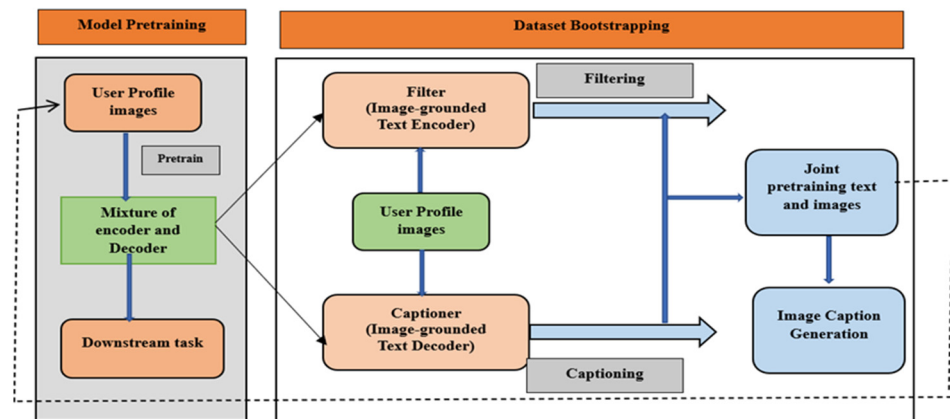 Model Pretraining
Dataset Bootstrapping
User Profile
images
Pretrain
Mixture of
encoder and
Decoder
Downstream task
Filter
(Image-grounded
Text Encoder)
Filtering
User Profile
images
Captioner
(Image-grounded
Text Decoder)
Captioning
Joint
pretraining text
and images
Image Caption
Generation